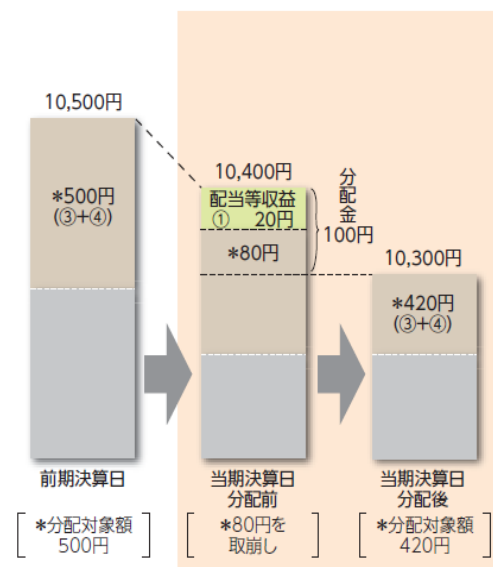 10,500円
*500円
(③+④)
10,400円
配当等収益
① 20円
*80円
分配金
100円
10,300円
*420円
(③+④)
前期決算日
*分配対象額
500円
当期決算日
分配前
*80円を
取崩し
当期決算日
分配後
*分配対象額
420円